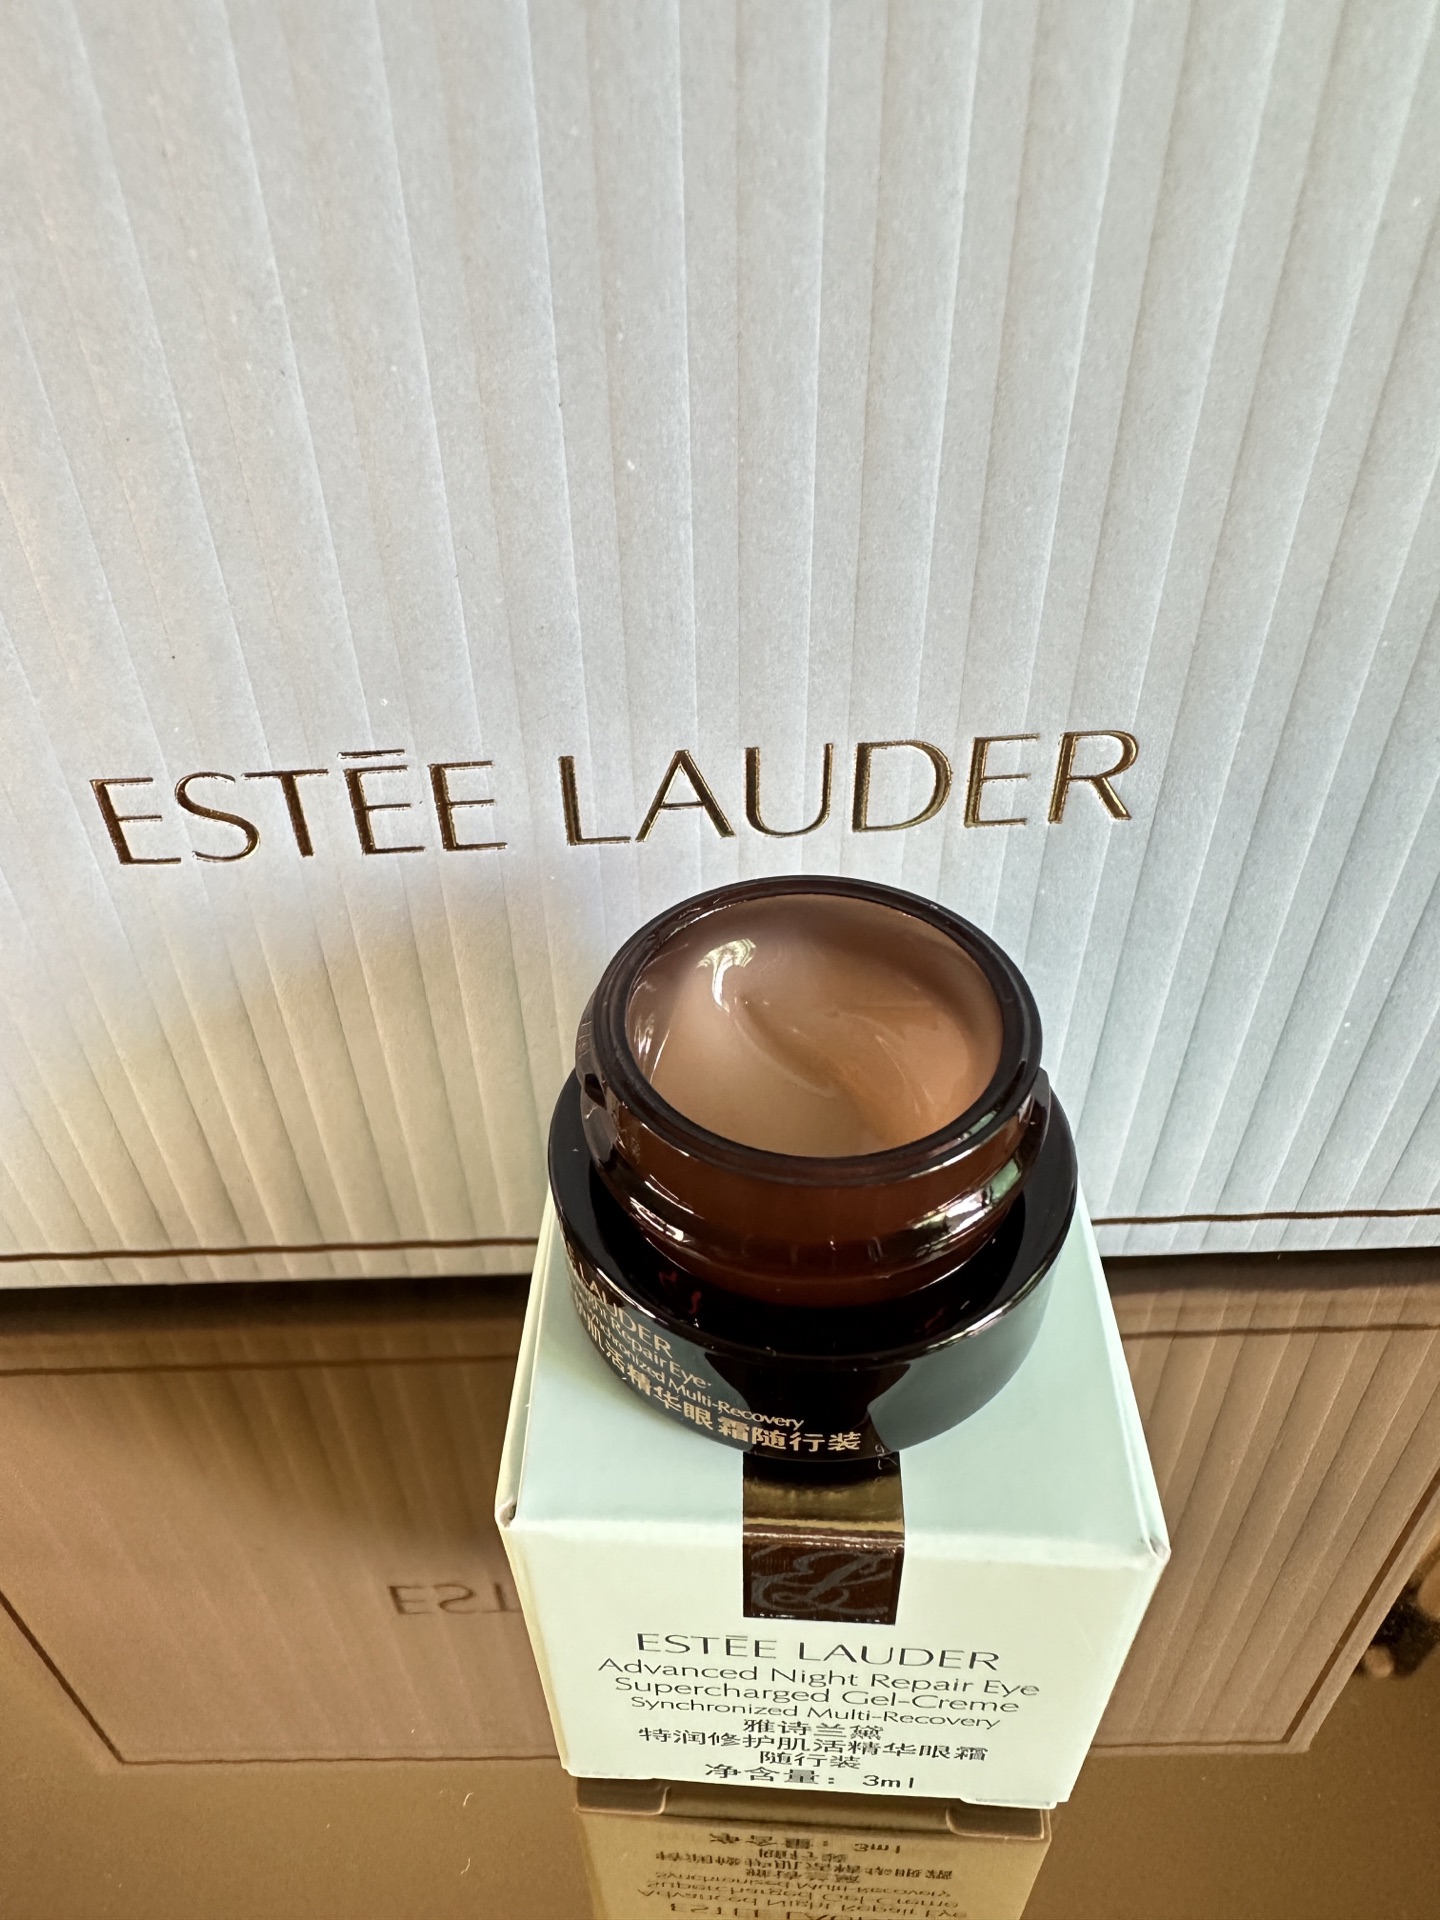 ESTĒE LAUDER
LAUDER
Repair Eye
Synchronized Multi-Recovery
肌活精华眼霜随行装
ESTĒE LAUDER
Advanced Night Repair Eye
Supercharged Gel-Creme
Synchronized Multi-Recovery
雅诗兰黛
特润修护肌活精华眼霜
随行装
净含量： 3ml